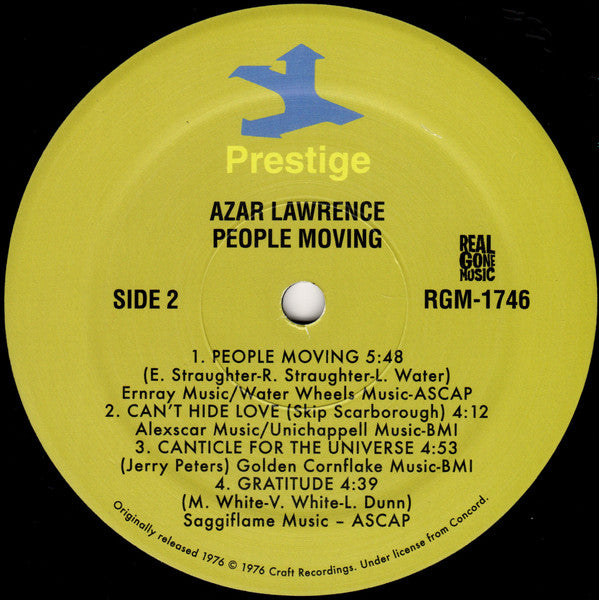 Prestige
AZAR LAWRENCE
PEOPLE MOVING
REAL
GONE
MUSIC
SIDE 2
RGM-1746
1. PEOPLE MOVING 5:48
(E. Straughter-R. Straughter-L. Water)
Ernray Music/Water Wheels Music-ASCAP
2. CAN'T HIDE LOVE (Skip Scarborough) 4:12
Alexscar Music/Unichappell Music-BMI
3. CANTICLE FOR THE UNIVERSE 4:53
(Jerry Peters) Golden Cornflake Music-BMI
4. GRATITUDE 4:39
(M. White-V. White-L. Dunn)
Saggiflame Music – ASCAP
Originally released 1976 © 1976 Craft Recordings. Under license from Concord.